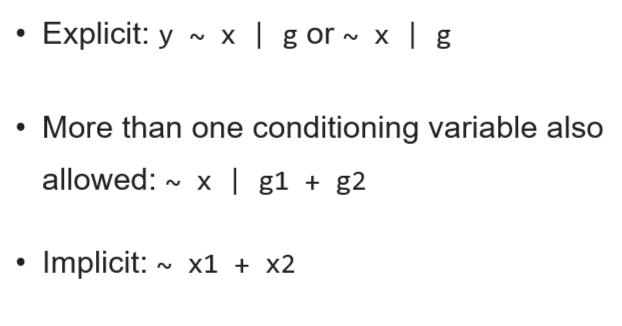 • Explicit: y ~ x | g or ~ x | g
• More than one conditioning variable also
allowed: ~ x | g1 + g2
• Implicit: ~ x1 + x2